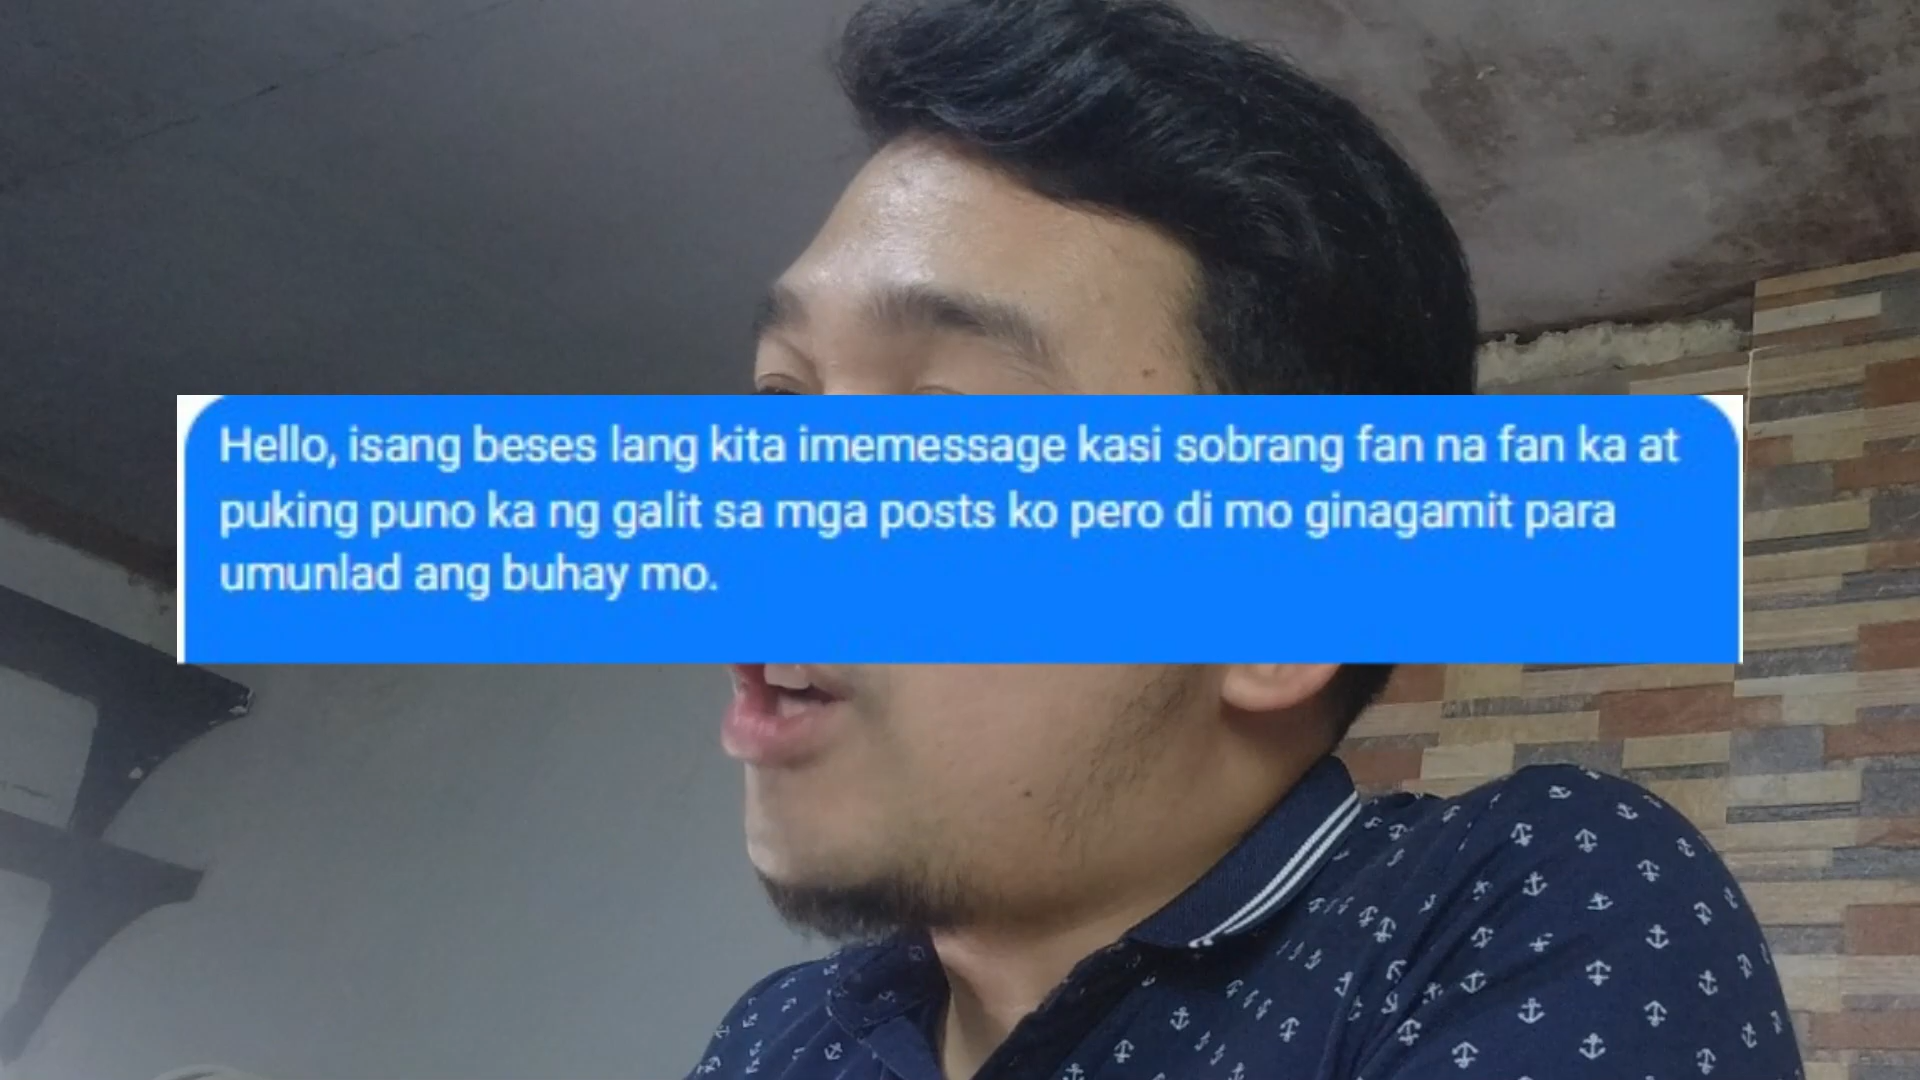 Hello, isang beses lang kita imemessage kasi sobrang fan na fan ka at
puking puno ka ng galit sa mga posts ko pero di mo ginagamit para
umunlad ang buhay mo.